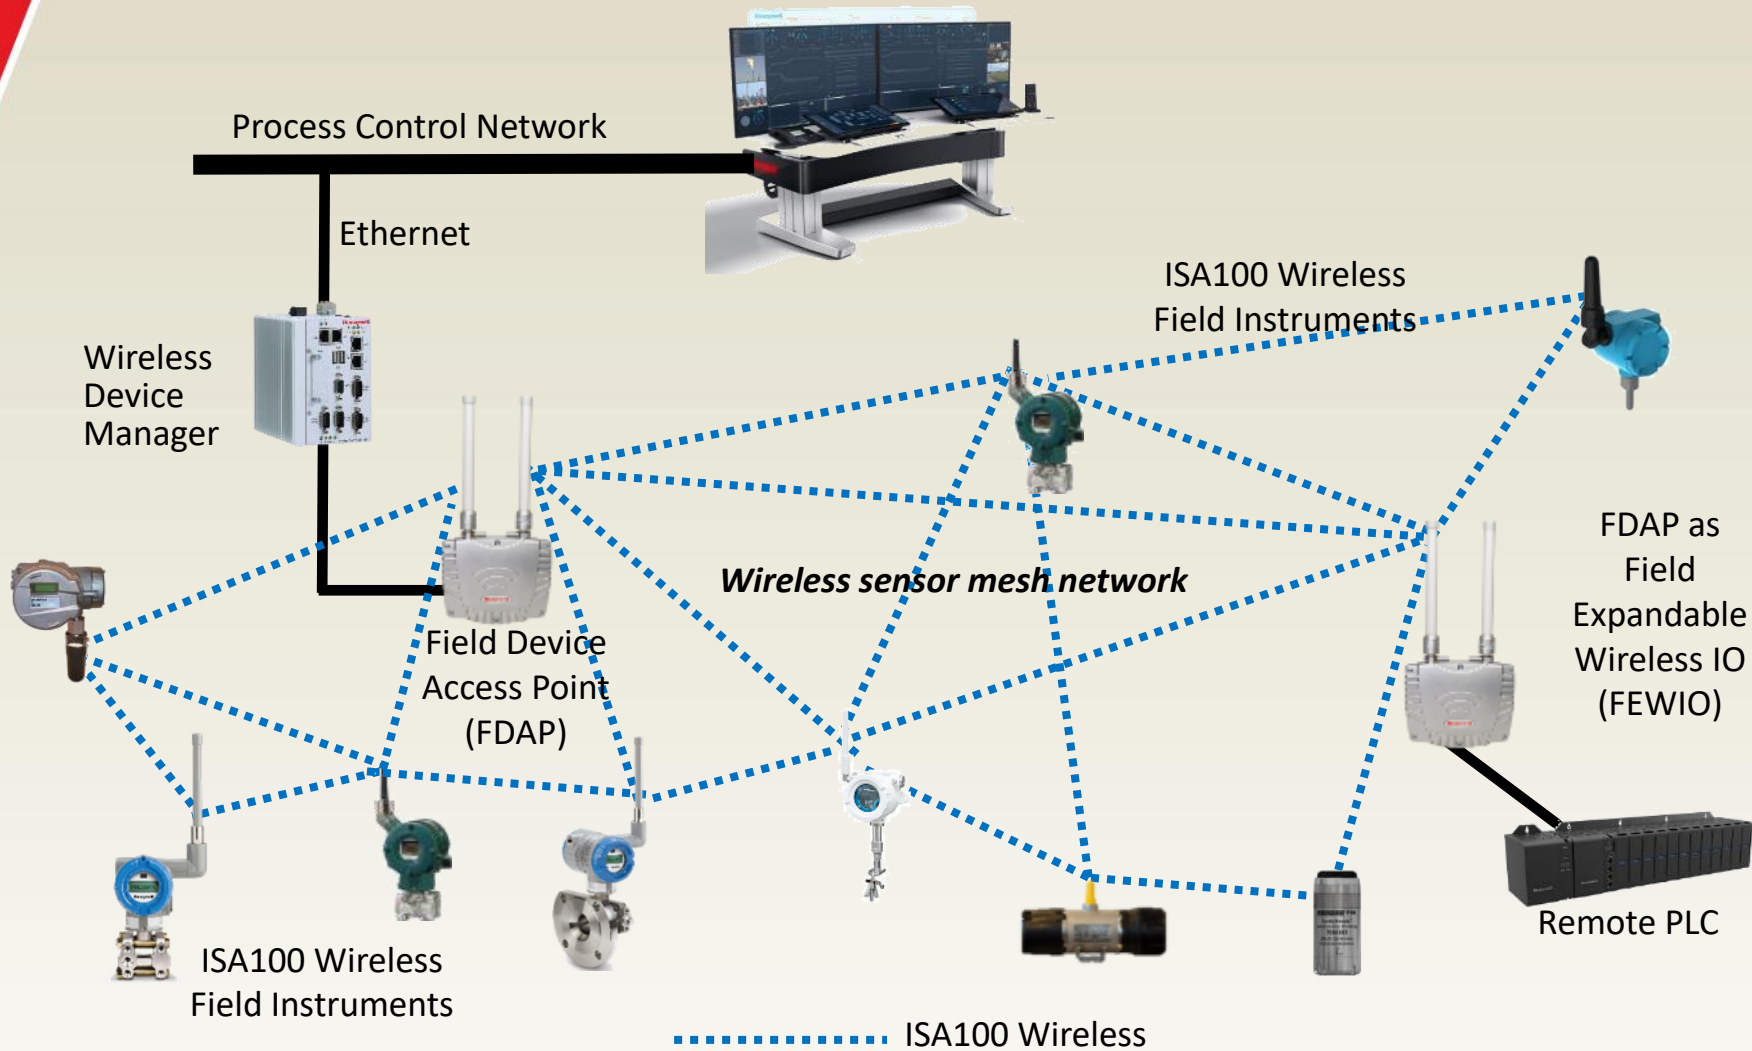 Process Control Network
Ethernet
ISA100 Wireless
Field Instruments
Wireless
Device
Manager
FDAP as
Field
Expandable
Wireless IO
(FEWIO)
Wireless sensor mesh network
Field Device
Access Point
(FDAP)
Remote PLC
ISA100 Wireless
Field Instruments
ISA100 Wireless